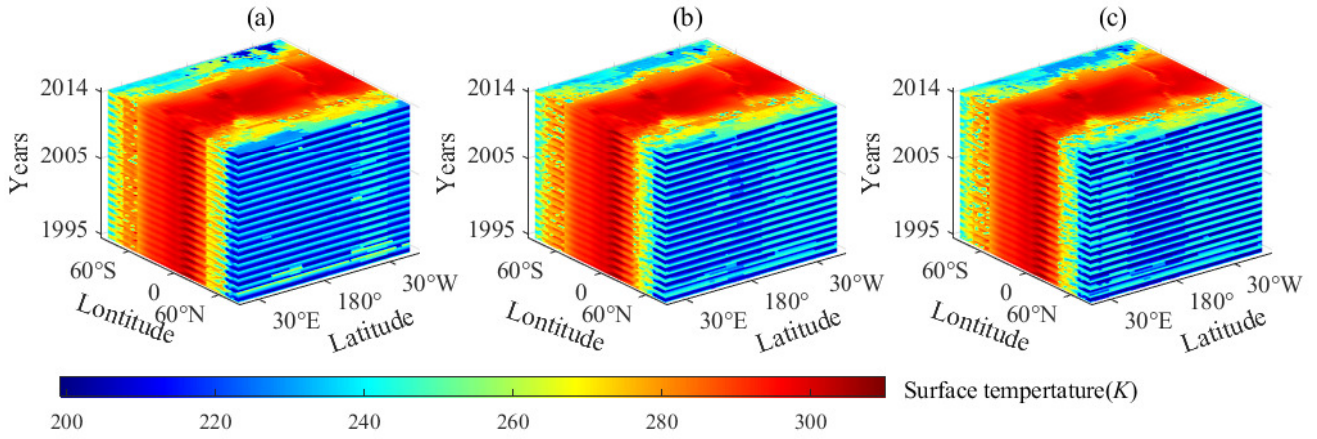 (a)
2014
2005
1995
Years
60°S
0
60°N
Lontitude
30°E
180°
30°W
Latitude
(b)
2014
2005
1995
Years
60°S
0
60°N
Lontitude
30°E
180°
30°W
Latitude
(c)
2014
2005
1995
Years
60°S
0
60°N
Lontitude
30°E
180°
30°W
Latitude
Surface tempertature(K)
200 220 240 260 280 300